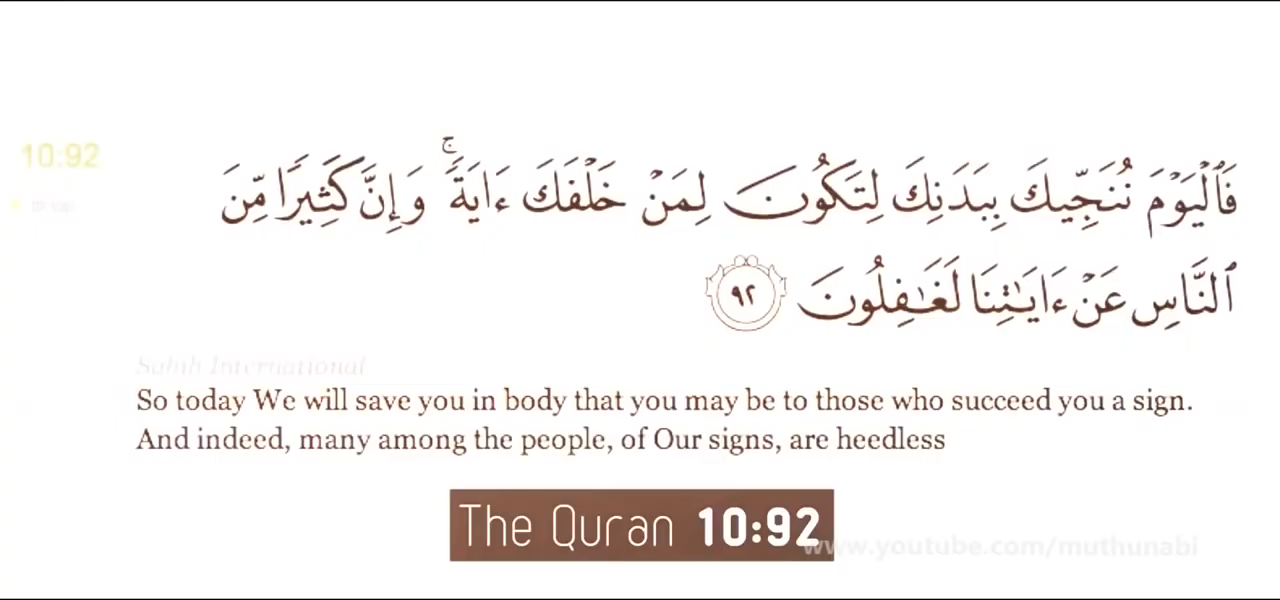 10:92
فَٱلْيَوْمَ نُنَجِّيكَ بِبَدَنِكَ لِتَكُونَ لِمَنْ خَلْفَكَ ءَايَةً ۚ وَإِنَّ كَثِيرًا مِّنَ
ٱلنَّاسِ عَنْ ءَايَـٰتِنَا لَغَـٰفِلُونَ ٩٢
Sahih International
So today We will save you in body that you may be to those who succeed you a sign.
And indeed, many among the people, of Our signs, are heedless
The Quran 10:92
www.youtube.com/muthunabi